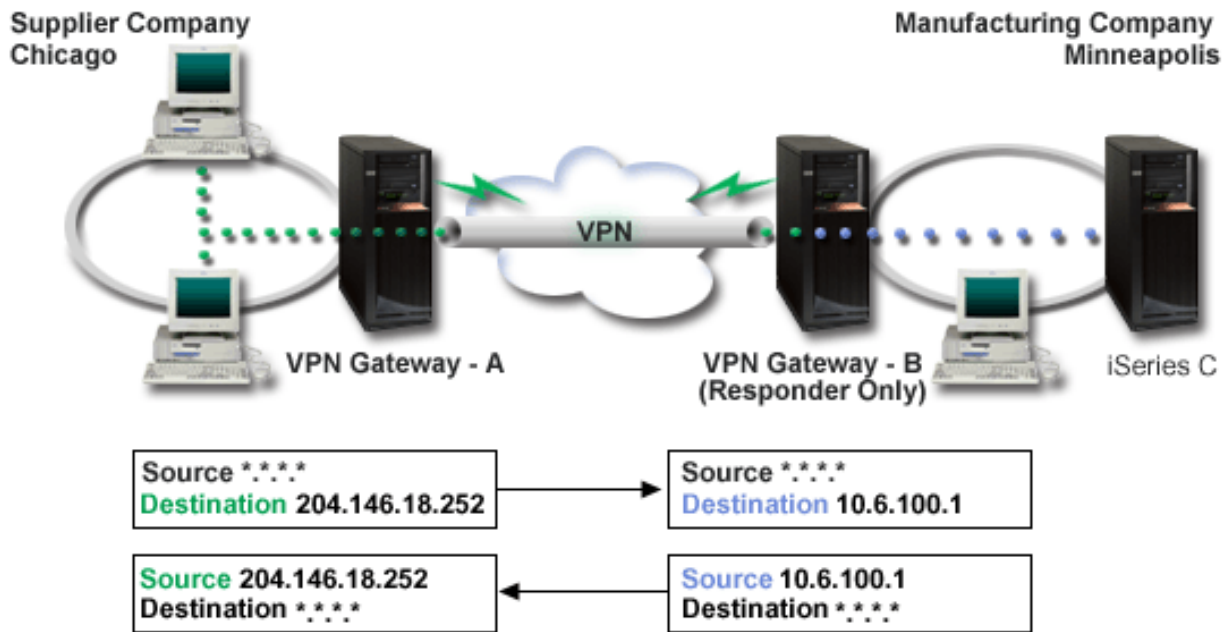 Supplier Company
Chicago
Manufacturing Company
Minneapolis
VPN
VPN Gateway - A
VPN Gateway - B
(Responder Only)
iSeries C
Source *.*.*.*
Destination 204.146.18.252
Source *.*.*.*
Destination 10.6.100.1
Source 204.146.18.252
Destination *.*.*.*
Source 10.6.100.1
Destination *.*.*.*